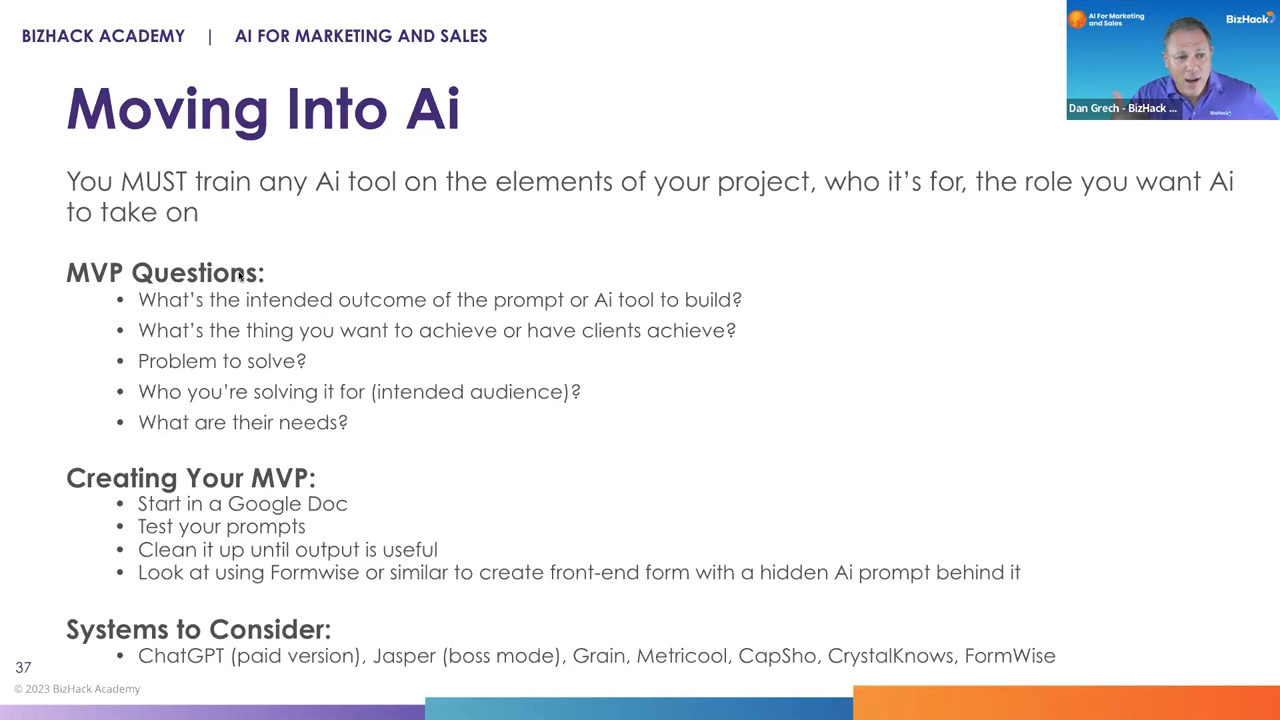 BIZHACK ACADEMY | AI FOR MARKETING AND SALES
AI For Marketing
and Sales
BizHack
Dan Grech - BizHack ...
BizHack
Moving Into Ai
You MUST train any Ai tool on the elements of your project, who it's for, the role you want Ai
to take on
MVP Questions:
• What's the intended outcome of the prompt or Ai tool to build?
• What's the thing you want to achieve or have clients achieve?
• Problem to solve?
• Who you're solving it for (intended audience)?
• What are their needs?
Creating Your MVP:
• Start in a Google Doc
• Test your prompts
• Clean it up until output is useful
• Look at using Formwise or similar to create front-end form with a hidden Ai prompt behind it
Systems to Consider:
• ChatGPT (paid version), Jasper (boss mode), Grain, Metricool, CapSho, CrystalKnows, FormWise
37
© 2023 BizHack Academy